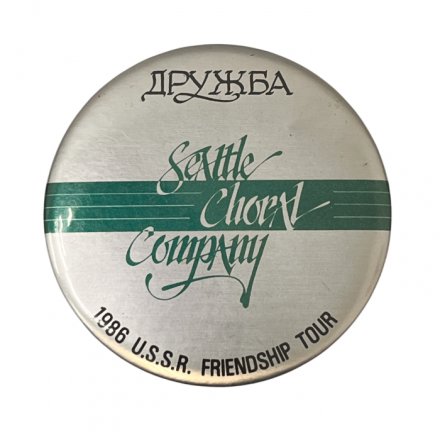 ДРУЖБА
Seattle
Choral
Company
1986 U.S.S.R. FRIENDSHIP TOUR